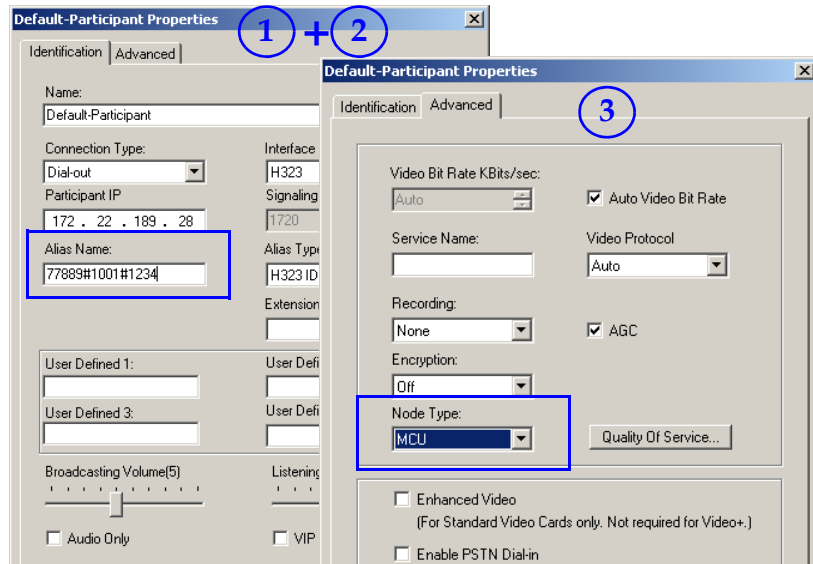 Default-Participant Properties
1 + 2
Identification Advanced
Name:
Default-Participant
Connection Type: Interface
Dial-out H323
Participant IP Signaling
172 . 22 . 189 . 28 1720
Alias Name: Alias Type
77889#1001#1234 H323 ID
Extension
User Defined 1: User Defi
User Defined 3: User Defi
Broadcasting Volume(5) Listening
Audio Only VIP
Default-Participant Properties
Identification Advanced
3
Video Bit Rate KBits/sec:
Auto Auto Video Bit Rate
Service Name: Video Protocol
Auto
Recording:
None AGC
Encryption:
Off
Node Type:
MCU Quality Of Service...
Enhanced Video
(For Standard Video Cards only. Not required for Video+.)
Enable PSTN Dial-in